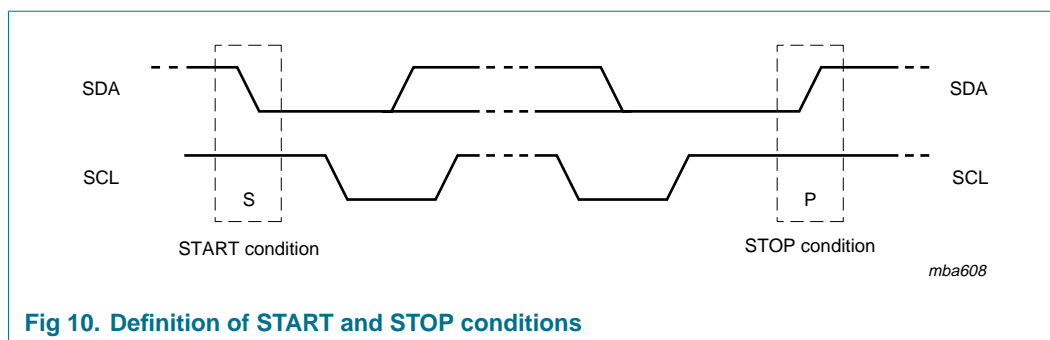 SDA
SDA
SCL
SCL
S
P
START condition
STOP condition
mba608
Fig 10. Definition of START and STOP conditions